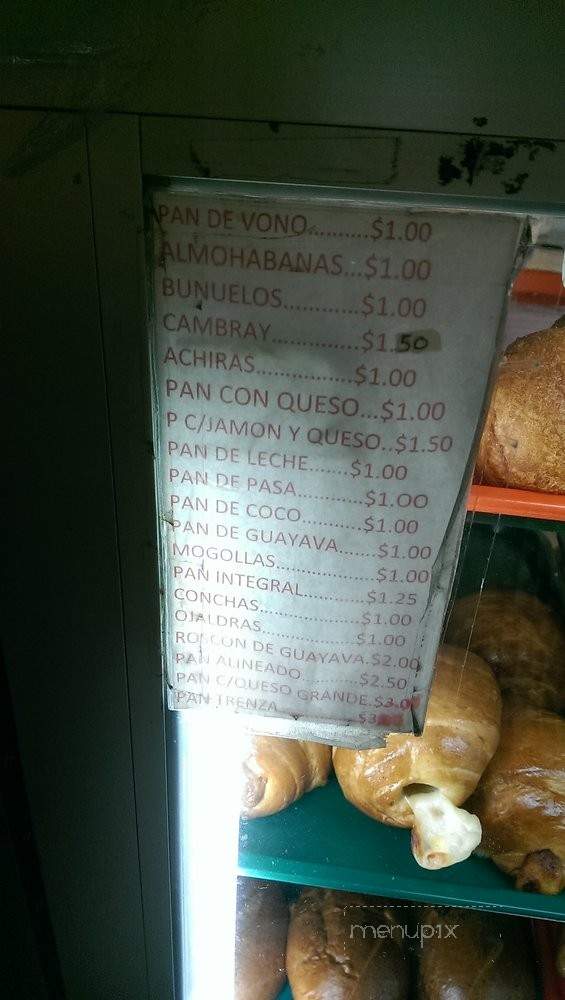 PAN DE VONO..........$1.00
ALMOHABANAS...$1.00
BUNUELOS............$1.00
CAMBRAY..............$1.50
ACHIRAS................$1.00
PAN CON QUESO...$1.00
P C/JAMON Y QUESO..$1.50
PAN DE LECHE.......$1.00
PAN DE PASA...........$1.00
PAN DE COCO..........$1.00
PAN DE GUAYAVA.......$1.00
MOGOLLAS.................$1.00
PAN INTEGRAL..........$1.25
CONCHAS.................$1.00
OJALDRAS................$1.00
ROSCON DE GUAYAVA.$2.00
PAN ALINEADO..........$2.50
PAN C/QUESO GRANDE.$3.00
PAN TRENZA
menupix